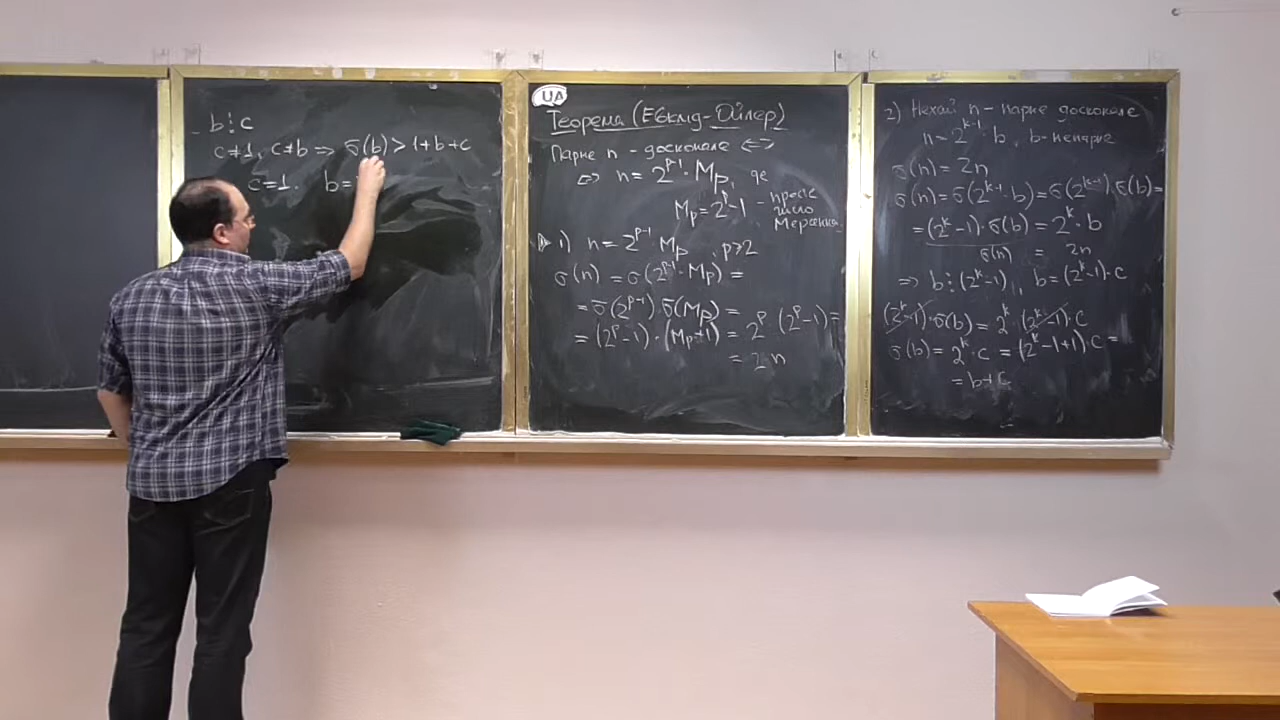 b⋮c
c≠1, c≠b ⇒ σ(b) > 1+b+c
c=1. b=
UA
Теорема (Евклід-Ойлер)
Парне n - досконале ⇔
⇔ n = 2^{p-1} · M_p, де
M_p = 2^p - 1 - просте
число
Мерсенна
1) n = 2^{p-1} M_p, p≥2
σ(n) = σ(2^{p-1} · M_p) =
= σ(2^{p-1}) σ(M_p) =
= (2^p - 1) · (M_p + 1) = 2^p · (2^p - 1) =
= 2n
2) Нехай n - парне досконале
n = 2^{k-1} · b, b - непарне
σ(n) = 2n
σ(n) = σ(2^{k-1} · b) = σ(2^{k-1}) · σ(b) =
= (2^k - 1) · σ(b) = 2^k · b
σ(n) = 2n
⇒ b⋮(2^k - 1), b = (2^k - 1) · c
(2^k - 1) · σ(b) = 2^k · (2^k - 1) · c
σ(b) = 2^k · c = (2^k - 1 + 1) · c =
= b + c